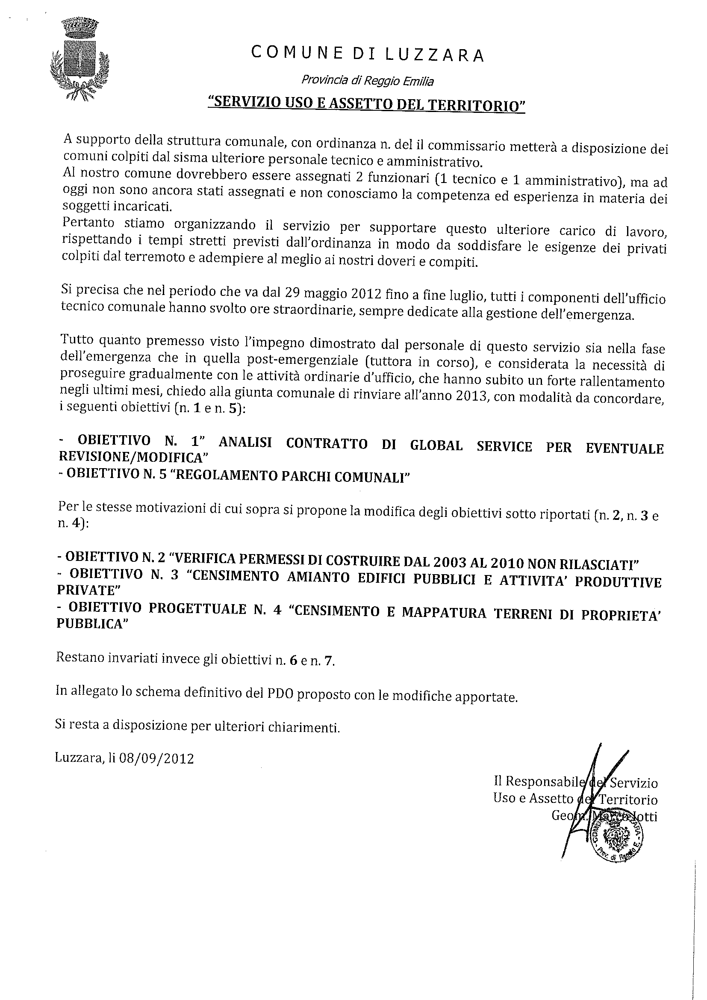 COMUNE DI LUZZARA
Provincia di Reggio Emilia
“SERVIZIO USO E ASSETTO DEL TERRITORIO”
A supporto della struttura comunale, con ordinanza n. del il commissario metterà a disposizione dei
comuni colpiti dal sisma ulteriore personale tecnico e amministrativo.
Al nostro comune dovrebbero essere assegnati 2 funzionari (1 tecnico e 1 amministrativo), ma ad
oggi non sono ancora stati assegnati e non conosciamo la competenza ed esperienza in materia dei
soggetti incaricati.
Pertanto stiamo organizzando il servizio per supportare questo ulteriore carico di lavoro,
rispettando i tempi stretti previsti dall’ordinanza in modo da soddisfare le esigenze dei privati
colpiti dal terremoto e adempiere al meglio ai nostri doveri e compiti.
Si precisa che nel periodo che va dal 29 maggio 2012 fino a fine luglio, tutti i componenti dell’ufficio
tecnico comunale hanno svolto ore straordinarie, sempre dedicate alla gestione dell’emergenza.
Tutto quanto premesso visto l’impegno dimostrato dal personale di questo servizio sia nella fase
dell’emergenza che in quella post-emergenziale (tuttora in corso), e considerata la necessità di
proseguire gradualmente con le attività ordinarie d’ufficio, che hanno subito un forte rallentamento
negli ultimi mesi, chiedo alla giunta comunale di rinviare all’anno 2013, con modalità da concordare,
i seguenti obiettivi (n. 1 e n. 5):
- OBIETTIVO N. 1” ANALISI CONTRATTO DI GLOBAL SERVICE PER EVENTUALE
REVISIONE/MODIFICA”
- OBIETTIVO N. 5 “REGOLAMENTO PARCHI COMUNALI”
Per le stesse motivazioni di cui sopra si propone la modifica degli obiettivi sotto riportati (n. 2, n. 3 e
n. 4):
- OBIETTIVO N. 2 “VERIFICA PERMESSI DI COSTRUIRE DAL 2003 AL 2010 NON RILASCIATI”
- OBIETTIVO N. 3 “CENSIMENTO AMIANTO EDIFICI PUBBLICI E ATTIVITA’ PRODUTTIVE
PRIVATE”
- OBIETTIVO PROGETTUALE N. 4 “CENSIMENTO E MAPPATURA TERRENI DI PROPRIETA’
PUBBLICA”
Restano invariati invece gli obiettivi n. 6 e n. 7.
In allegato lo schema definitivo del PDO proposto con le modifiche apportate.
Si resta a disposizione per ulteriori chiarimenti.
Luzzara, li 08/09/2012
Il Responsabile del Servizio
Uso e Assetto del Territorio
Geom. Marco Iotti
COMUNE DI LUZZARA
Prov. di Reggio E.